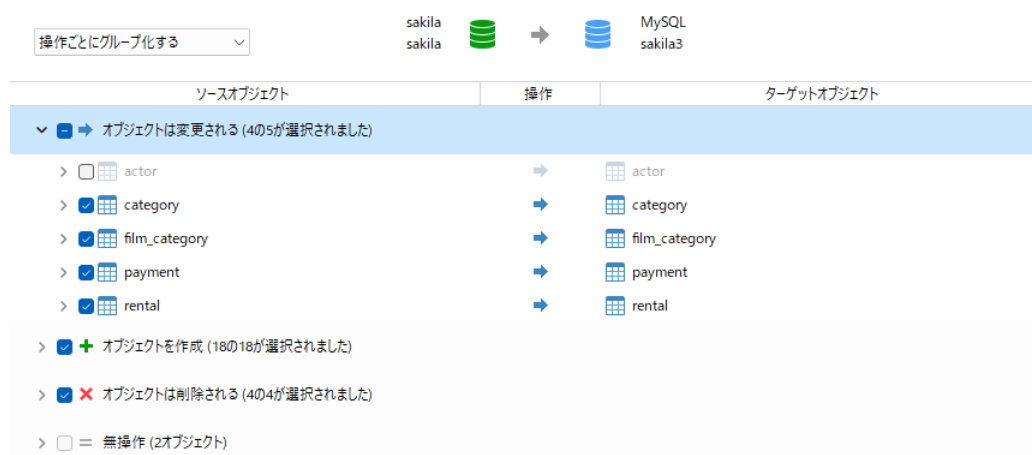 操作ごとにグループ化する
sakila
sakila
MySQL
sakila3
ソースオブジェクト 操作 ターゲットオブジェクト
オブジェクトは変更される (4の5が選択されました)
actor actor
category category
film_category film_category
payment payment
rental rental
オブジェクトを作成 (18の18が選択されました)
オブジェクトは削除される (4の4が選択されました)
無操作 (2オブジェクト)